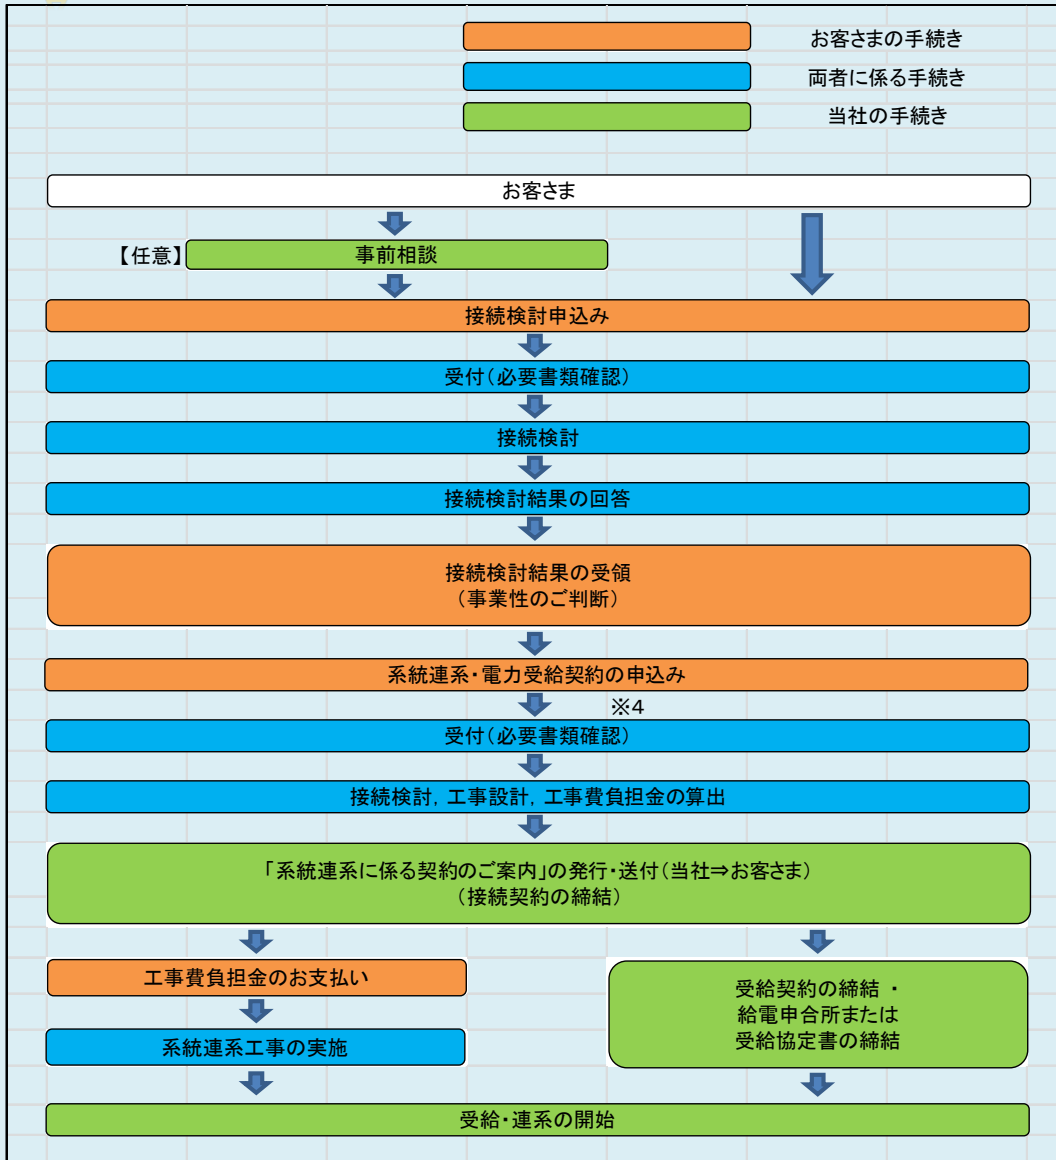 お客さまの手続き
両者に係る手続き
当社の手続き
お客さま
【任意】 事前相談
接続検討申込み
受付(必要書類確認)
接続検討
接続検討結果の回答
接続検討結果の受領
(事業性のご判断)
系統連系・電力受給契約の申込み
※4
受付(必要書類確認)
接続検討,工事設計,工事費負担金の算出
「系統連系に係る契約のご案内」の発行・送付(当社⇒お客さま)
(接続契約の締結)
工事費負担金のお支払い
系統連系工事の実施
受給契約の締結 ・
給電申合所または
受給協定書の締結
受給・連系の開始